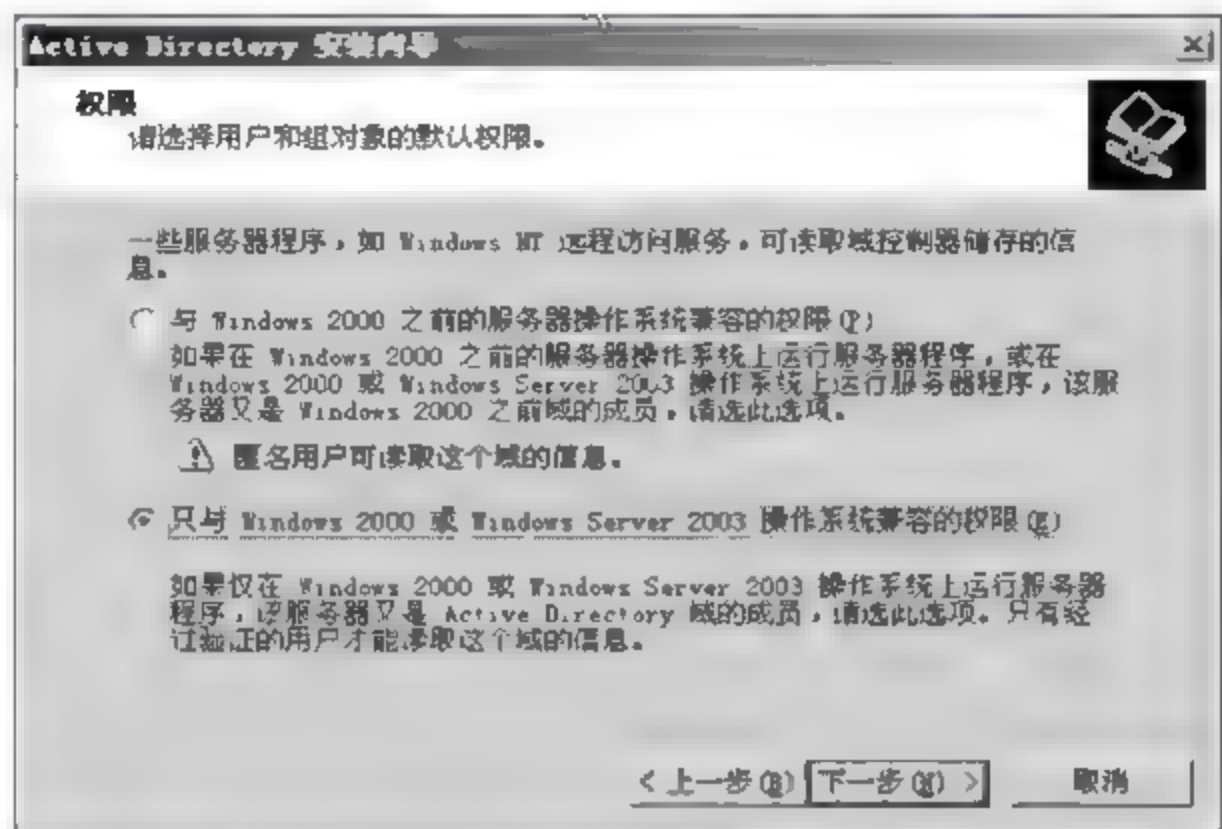 Active Directory 安装向导
权限
请选择用户和组对象的默认权限。
一些服务器程序，如 Windows NT 远程访问服务，可读取域控制器储存的信
息。
与 Windows 2000 之前的服务器操作系统兼容的权限(P)
如果在 Windows 2000 之前的服务器操作系统上运行服务器程序，或在
Windows 2000 或 Windows Server 2003 操作系统上运行服务器程序，该服
务器又是 Windows 2000 之前域的成员，请选此选项。
匿名用户可读取这个域的信息。
只与 Windows 2000 或 Windows Server 2003 操作系统兼容的权限(E)
如果仅在 Windows 2000 或 Windows Server 2003 操作系统上运行服务器
程序，该服务器又是 Active Directory 域的成员，请选此选项。只有经
过验证的用户才能读取这个域的信息。
< 上一步(B) 下一步(N) > 取消